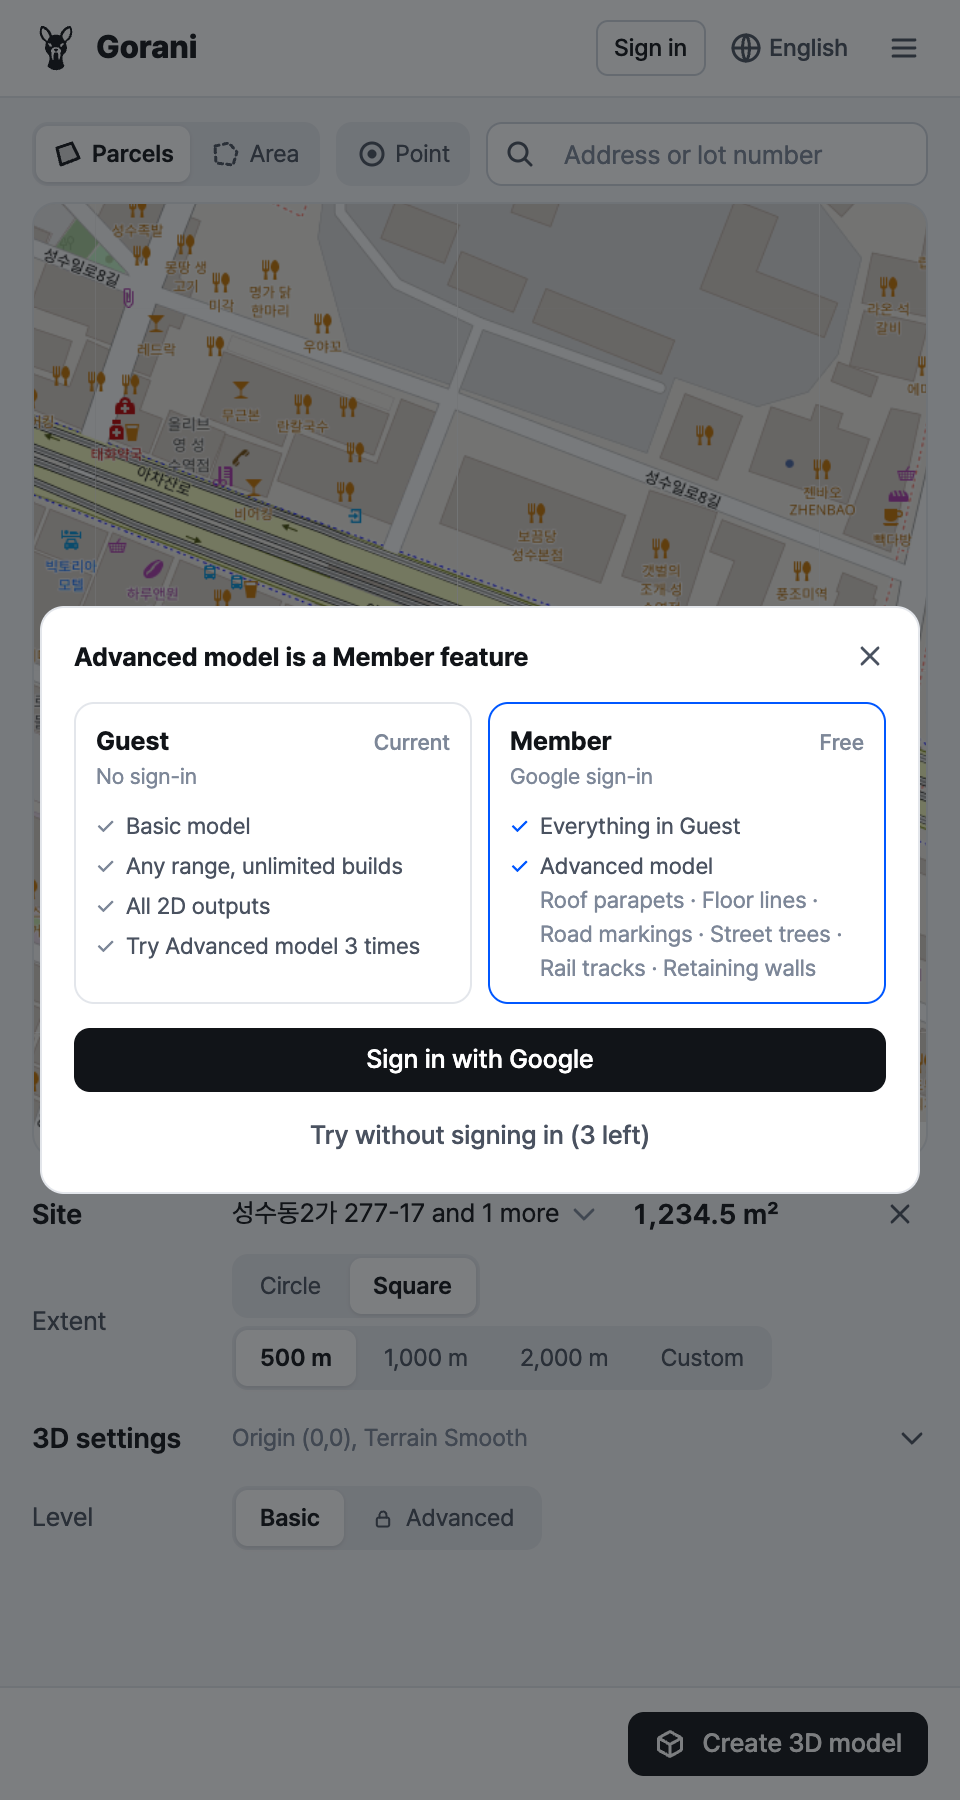 Gorani
Sign in
English
Parcels
Area
Point
Address or lot number
성수족발
성수일로8길
몽땅 생
고기
미각
명가 닭
한마리
우야꼬
레드락
라온 석
갈비
무근본
란칼국수
올리브
영 성
수역점
태화약국
아차산로
비어킹
성수일로8길
젠바오
ZHENBAO
보끔당
성수본점
빽다방
빅토리아
모텔
하루앤원
갯벌의
조개 성
풍조미역
Advanced model is a Member feature
Guest
Current
No sign-in
Basic model
Any range, unlimited builds
All 2D outputs
Try Advanced model 3 times
Member
Free
Google sign-in
Everything in Guest
Advanced model
Roof parapets · Floor lines ·
Road markings · Street trees ·
Rail tracks · Retaining walls
Sign in with Google
Try without signing in (3 left)
Site
성수동2가 277-17 and 1 more
1,234.5 m²
Extent
Circle
Square
500 m
1,000 m
2,000 m
Custom
3D settings
Origin (0,0), Terrain Smooth
Level
Basic
Advanced
Create 3D model